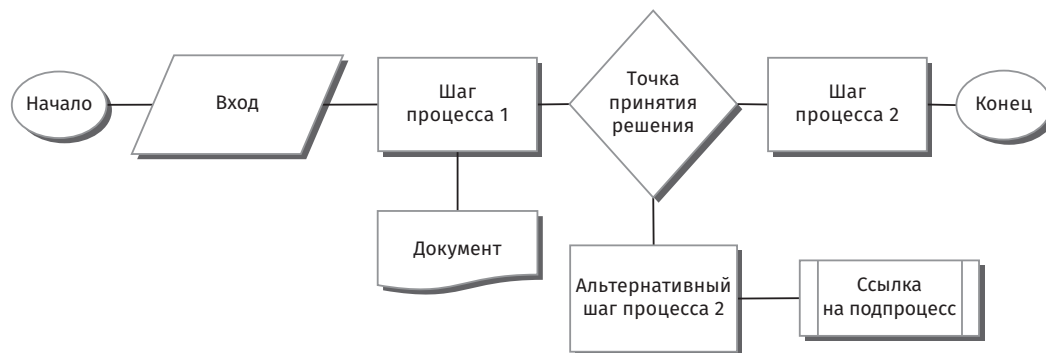 Начало
Вход
Шаг
процесса 1
Точка
принятия
решения
Шаг
процесса 2
Конец
Документ
Альтернативный
шаг процесса 2
Ссылка
на подпроцесс